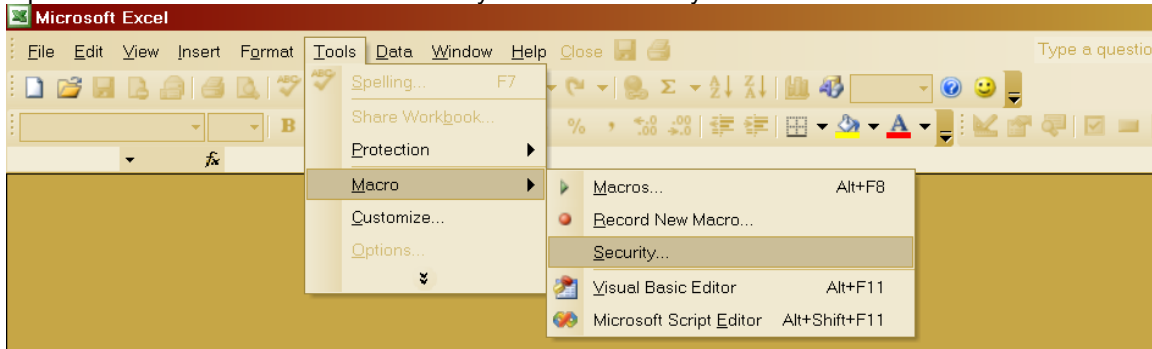 Microsoft Excel
File Edit View Insert Format Tools Data Window Help Close Type a questio
Spelling... F7
Share Workbook...
B % ,
Protection
fx
Macro
Macros... Alt+F8
Customize...
Record New Macro...
Options...
Security...
Visual Basic Editor Alt+F11
Microsoft Script Editor Alt+Shift+F11